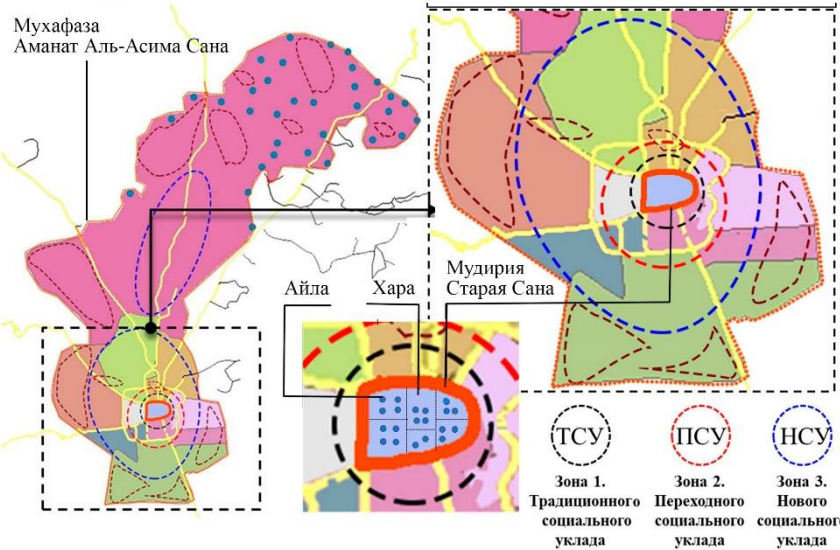 Мухафаза
Аманат Аль-Асима Сана
Айла
Хара
Мудирия
Старая Сана
ТСУ
ПСУ
НСУ
Зона 1.
Традиционного
социального
уклада
Зона 2.
Переходного
социального
уклада
Зона 3.
Нового
социального
уклада